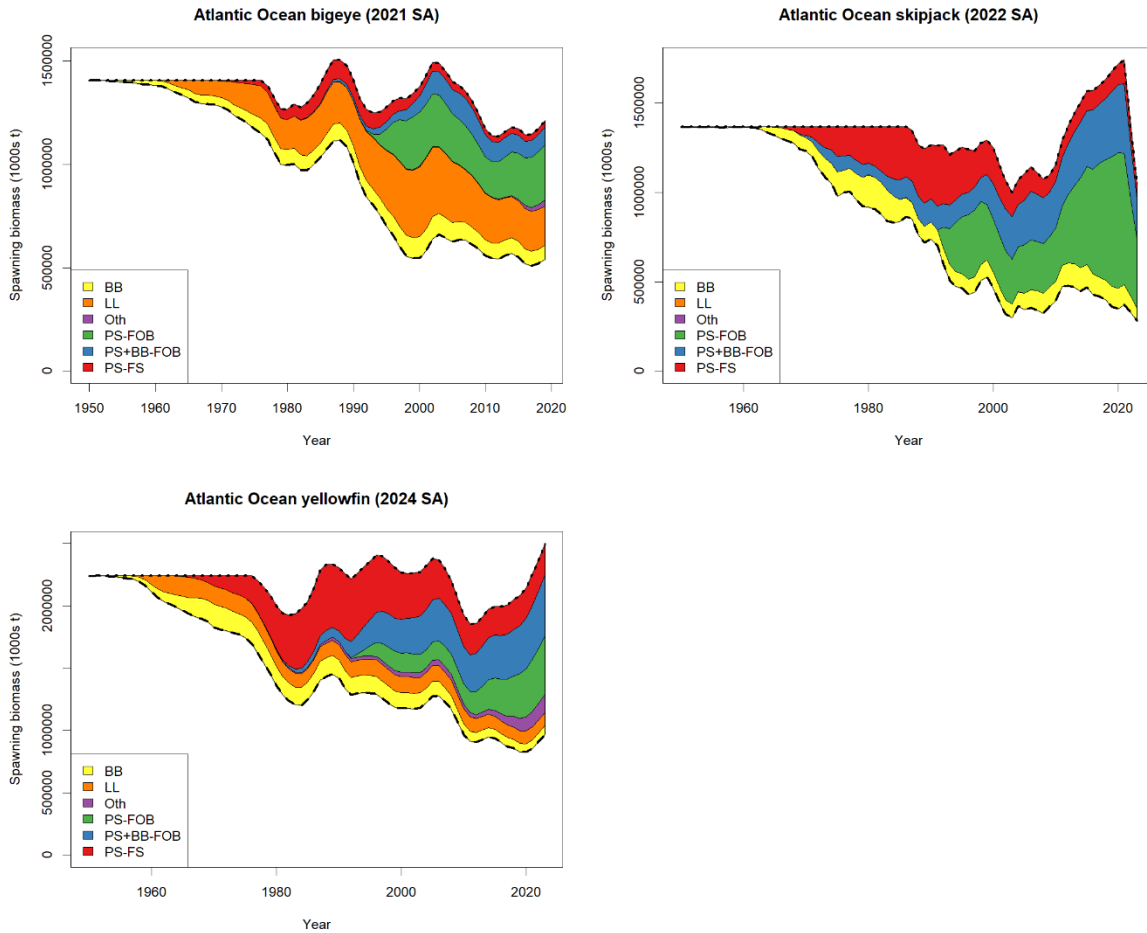 Atlantic Ocean bigeye (2021 SA)
Spawning biomass (1000s t)
1500000
1000000
500000
0
BB
LL
Oth
PS-FOB
PS+BB-FOB
PS-FS
1950 1960 1970 1980 1990 2000 2010 2020
Year
Atlantic Ocean skipjack (2022 SA)
Spawning biomass (1000s t)
1500000
1000000
500000
0
BB
LL
Oth
PS-FOB
PS+BB-FOB
PS-FS
1960 1980 2000 2020
Year
Atlantic Ocean yellowfin (2024 SA)
Spawning biomass (1000s t)
2000000
1000000
500000
0
BB
LL
Oth
PS-FOB
PS+BB-FOB
PS-FS
1960 1980 2000 2020
Year